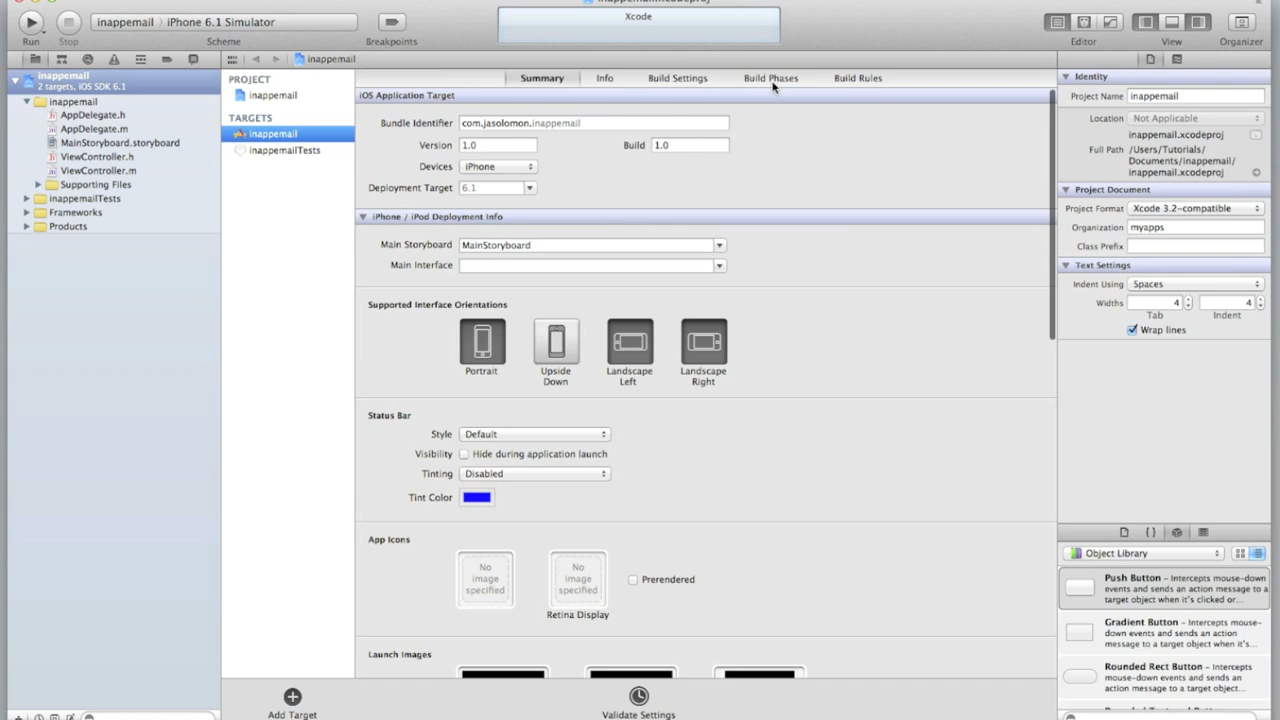 inappemail.xcodeproj
Xcode
inappemail › iPhone 6.1 Simulator
Run Stop Scheme Breakpoints Editor View Organizer
inappemail
2 targets, iOS SDK 6.1
inappemail
AppDelegate.h
AppDelegate.m
MainStoryboard.storyboard
ViewController.h
ViewController.m
Supporting Files
inappemailTests
Frameworks
Products
inappemail
PROJECT
inappemail
TARGETS
inappemail
inappemailTests
Summary Info Build Settings Build Phases Build Rules
iOS Application Target
Bundle Identifier com.jasolomon.inappemail
Version 1.0 Build 1.0
Devices iPhone
Deployment Target 6.1
iPhone / iPod Deployment Info
Main Storyboard MainStoryboard
Main Interface
Supported Interface Orientations
Portrait
Upside Down
Landscape Left
Landscape Right
Status Bar
Style Default
Visibility Hide during application launch
Tinting Disabled
Tint Color
App Icons
No image specified
No image specified
Prerendered
Retina Display
Launch Images
Add Target
Validate Settings
Identity
Project Name inappemail
Location Not Applicable
inappemail.xcodeproj
Full Path /Users/Tutorials/
Documents/inappemail/
inappemail.xcodeproj
Project Document
Project Format Xcode 3.2-compatible
Organization myapps
Class Prefix
Text Settings
Indent Using Spaces
Widths 4 4
Tab Indent
Wrap lines
{ }
Object Library
Push Button – Intercepts mouse-down
events and sends an action message to a
target object when it's clicked or...
Gradient Button – Intercepts mouse-
down events and sends an action
message to a target object when it's...
Rounded Rect Button – Intercepts
mouse-down events and sends an
action message to a target object...